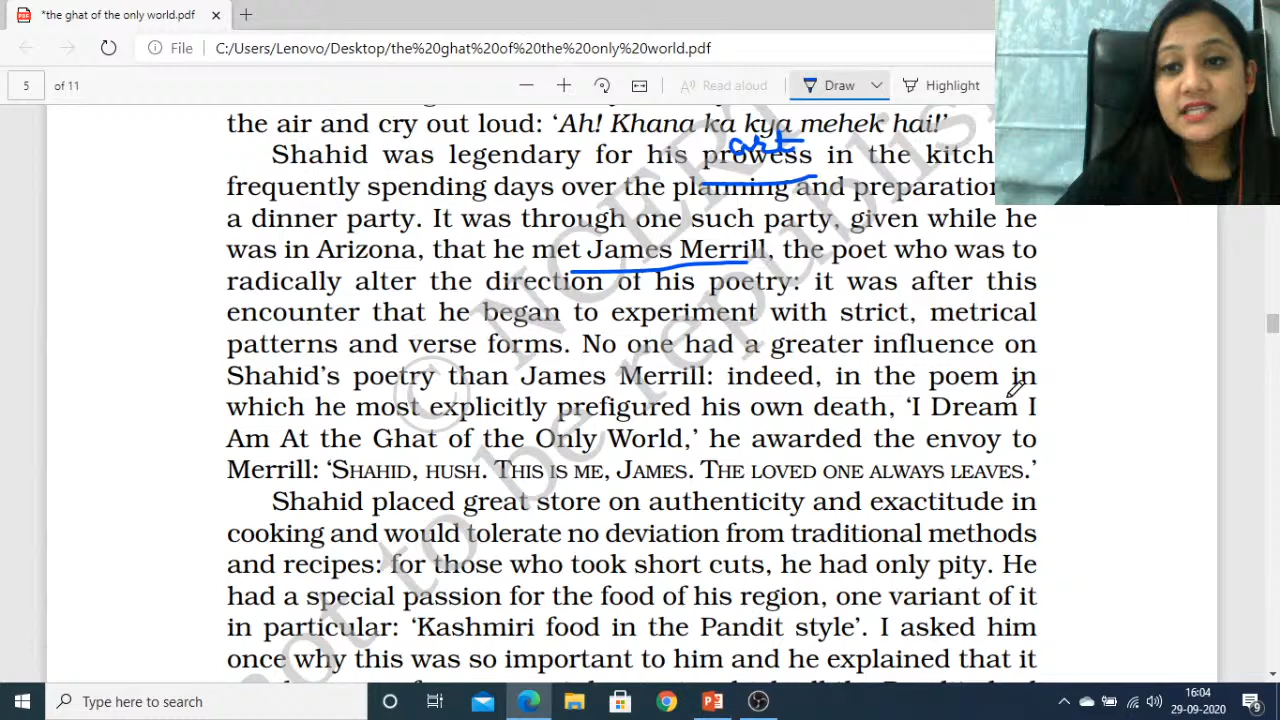 *the ghat of the only world.pdf
File C:/Users/Lenovo/Desktop/the%20ghat%20of%20the%20only%20world.pdf
5 of 11 Read aloud Draw Highlight
the air and cry out loud: ‘Ah! Khana ka kya mehek hai!’
art
Shahid was legendary for his prowess in the
frequently spending days over the planning and preparation
a dinner party. It was through one such party, given while he
was in Arizona, that he met James Merrill, the poet who was to
radically alter the direction of his poetry: it was after this
encounter that he began to experiment with strict, metrical
patterns and verse forms. No one had a greater influence on
Shahid’s poetry than James Merrill: indeed, in the poem in
which he most explicitly prefigured his own death, ‘I Dream I
Am At the Ghat of the Only World,’ he awarded the envoy to
Merrill: ‘SHAHID, HUSH. THIS IS ME, JAMES. THE LOVED ONE ALWAYS LEAVES.’
Shahid placed great store on authenticity and exactitude in
cooking and would tolerate no deviation from traditional methods
and recipes: for those who took short cuts, he had only pity. He
had a special passion for the food of his region, one variant of it
in particular: ‘Kashmiri food in the Pandit style’. I asked him
once why this was so important to him and he explained that it
© NCERT
not to be republish
Type here to search
16:04
29-09-2020
9